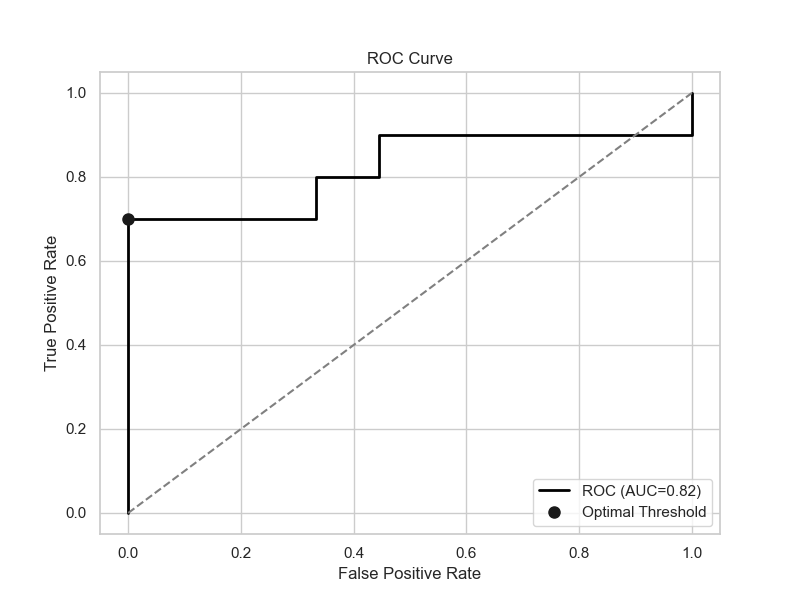 ROC Curve
True Positive Rate
1.0
0.8
0.6
0.4
0.2
0.0
0.0 0.2 0.4 0.6 0.8 1.0
False Positive Rate
ROC (AUC=0.82)
Optimal Threshold